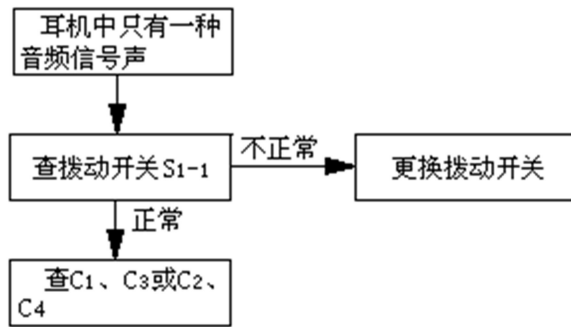 耳机中只有一种
音频信号声
查拨动开关S1-1
不正常
更换拨动开关
正常
查C1、C3或C2、
C4